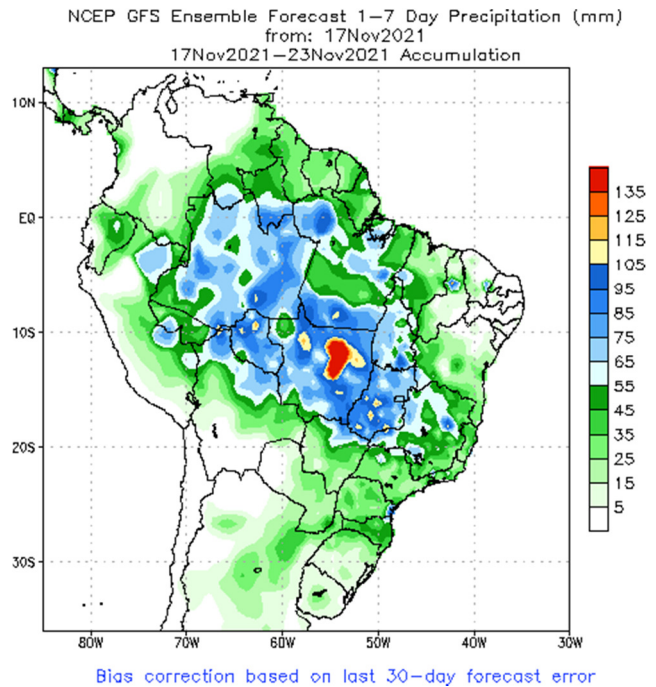 NCEP GFS Ensemble Forecast 1–7 Day Precipitation (mm)
from: 17Nov2021
17Nov2021–23Nov2021 Accumulation
10N
EQ
10S
20S
30S
80W 70W 60W 50W 40W 30W
135
125
115
105
95
85
75
65
55
45
35
25
15
5
Bias correction based on last 30–day forecast error